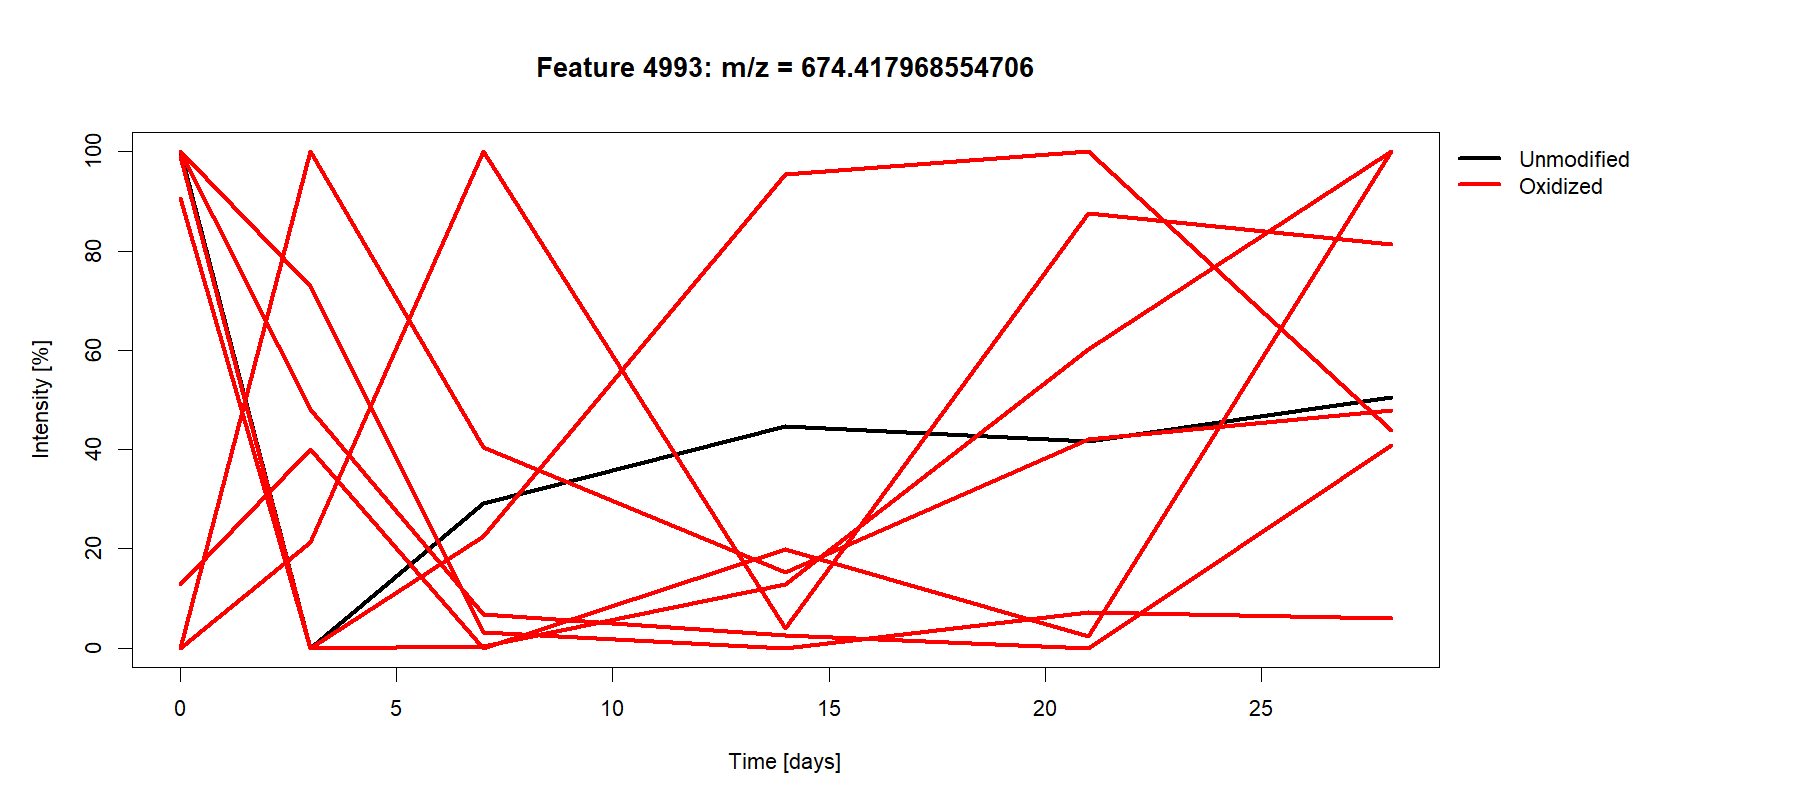 Feature 4993: m/z = 674.417968554706
Unmodified
Oxidized
Intensity [%]
100
80
60
40
20
0
0 5 10 15 20 25
Time [days]